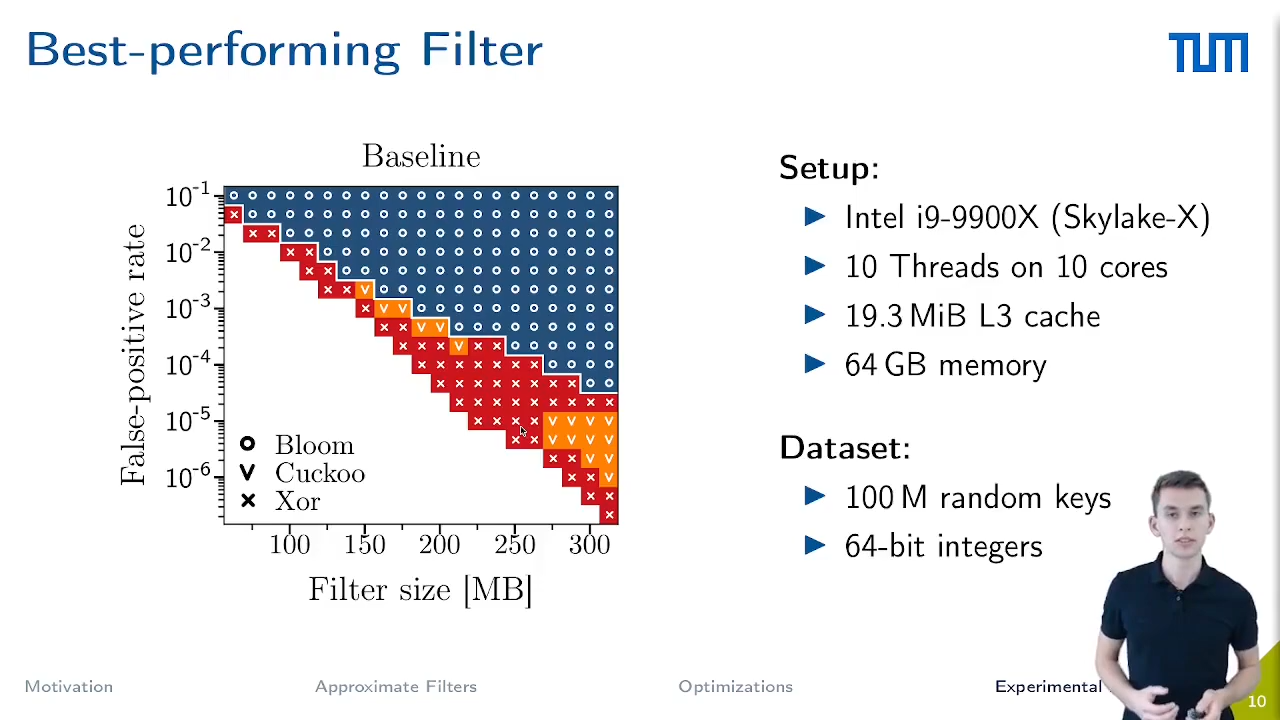 Best-performing Filter
TUM
Baseline
10-1
10-2
10-3
10-4
10-5
10-6
False-positive rate
Bloom
Cuckoo
Xor
100 150 200 250 300
Filter size [MB]
Setup:
Intel i9-9900X (Skylake-X)
10 Threads on 10 cores
19.3 MiB L3 cache
64 GB memory
Dataset:
100 M random keys
64-bit integers
Motivation Approximate Filters Optimizations Experimental
10